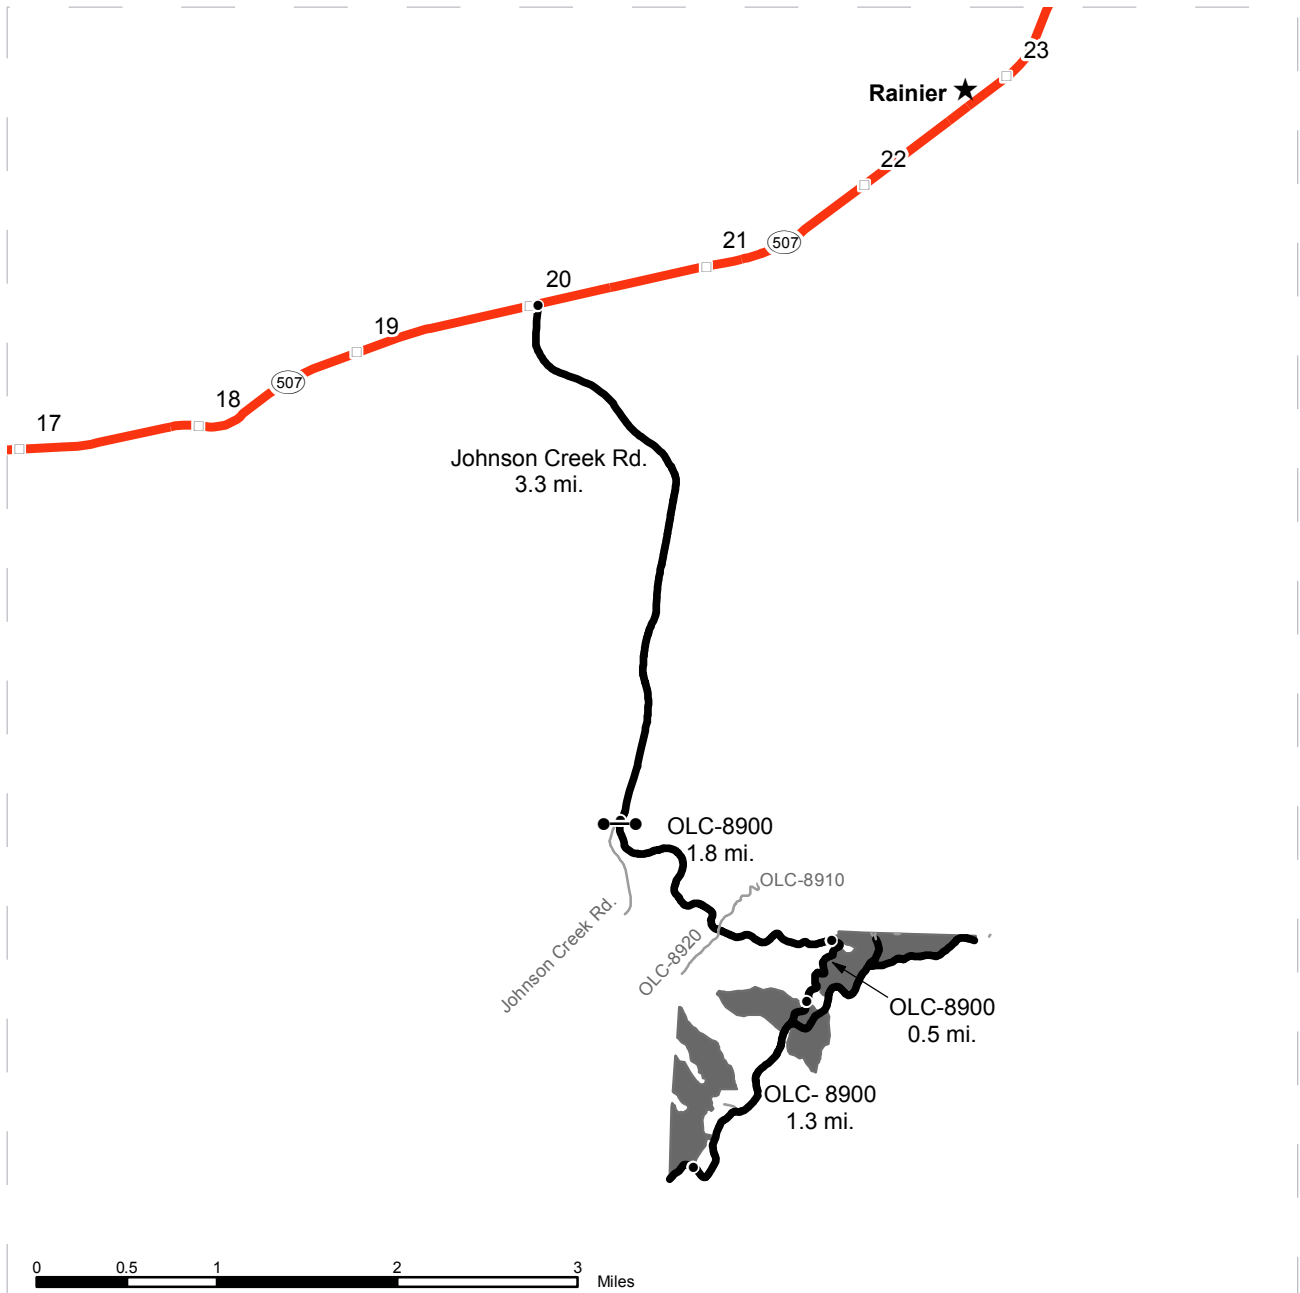 23
Rainier
22
21
507
20
19
507
18
17
Johnson Creek Rd.
3.3 mi.
OLC-8900
1.8 mi.
OLC-8910
Johnson Creek Rd.
OLC-8920
OLC-8900
0.5 mi.
OLC- 8900
1.3 mi.
0 0.5 1 2 3
Miles